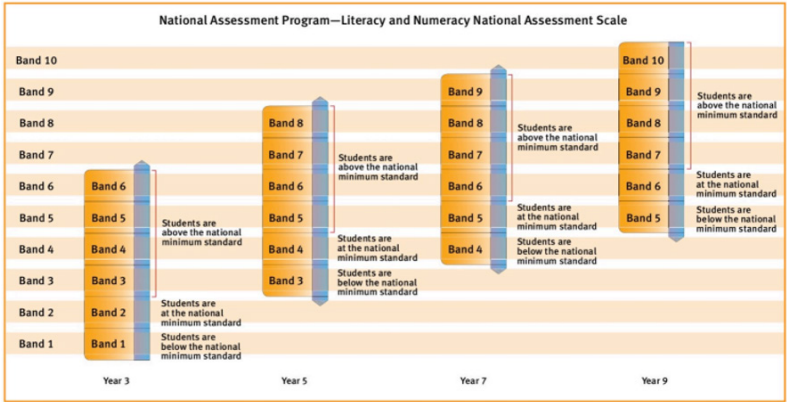 National Assessment Program—Literacy and Numeracy National Assessment Scale
Band 10
Band 9
Band 8
Band 7
Band 6
Band 5
Band 4
Band 3
Band 2
Band 1
Band 6
Band 5
Band 4
Band 3
Band 2
Band 1
Students are
above the national
minimum standard
Students are
at the national
minimum standard
Students are
below the national
minimum standard
Year 3
Band 8
Band 7
Band 6
Band 5
Band 4
Band 3
Students are
above the national
minimum standard
Students are
at the national
minimum standard
Students are
below the national
minimum standard
Year 5
Band 9
Band 8
Band 7
Band 6
Band 5
Band 4
Students are
above the national
minimum standard
Students are
at the national
minimum standard
Students are
below the national
minimum standard
Year 7
Band 10
Band 9
Band 8
Band 7
Band 6
Band 5
Students are
above the national
minimum standard
Students are
at the national
minimum standard
Students are
below the national
minimum standard
Year 9